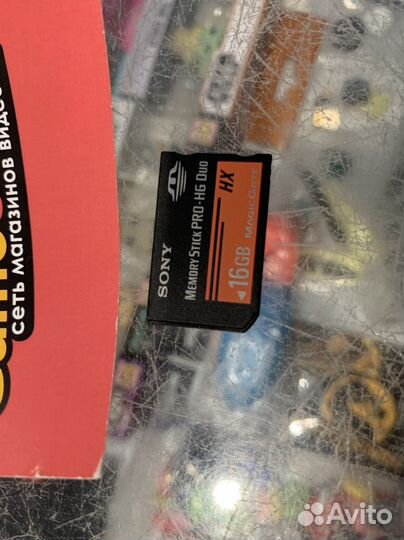 сеть магазинов видео
SONY
MEMORY STICK PRO-HG DUO
HX
16GB
MAGICGATE
Avito